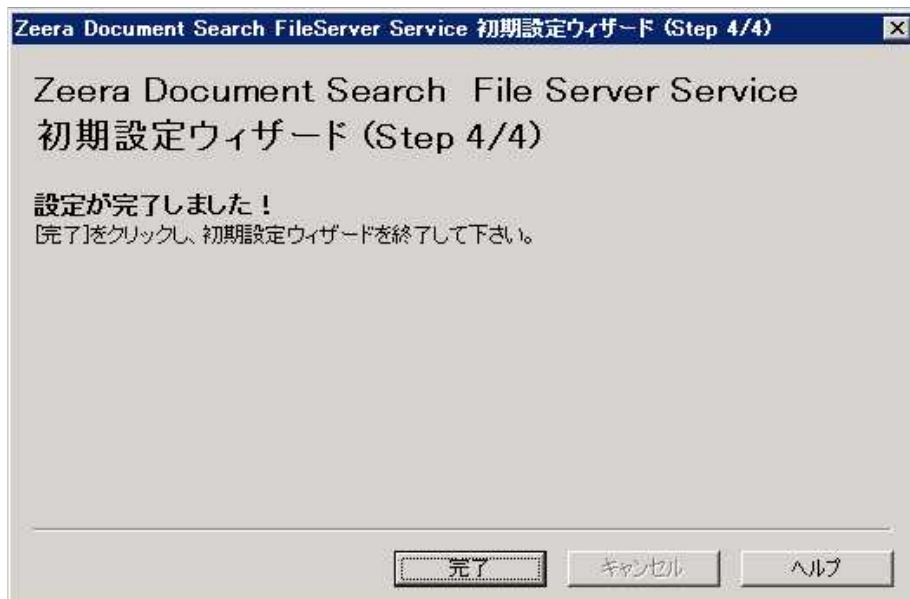 Zeera Document Search FileServer Service 初期設定ウィザード (Step 4/4)
Zeera Document Search File Server Service
初期設定ウィザード (Step 4/4)
設定が完了しました！
[完了]をクリックし、初期設定ウィザードを終了して下さい。
完了 キャンセル ヘルプ